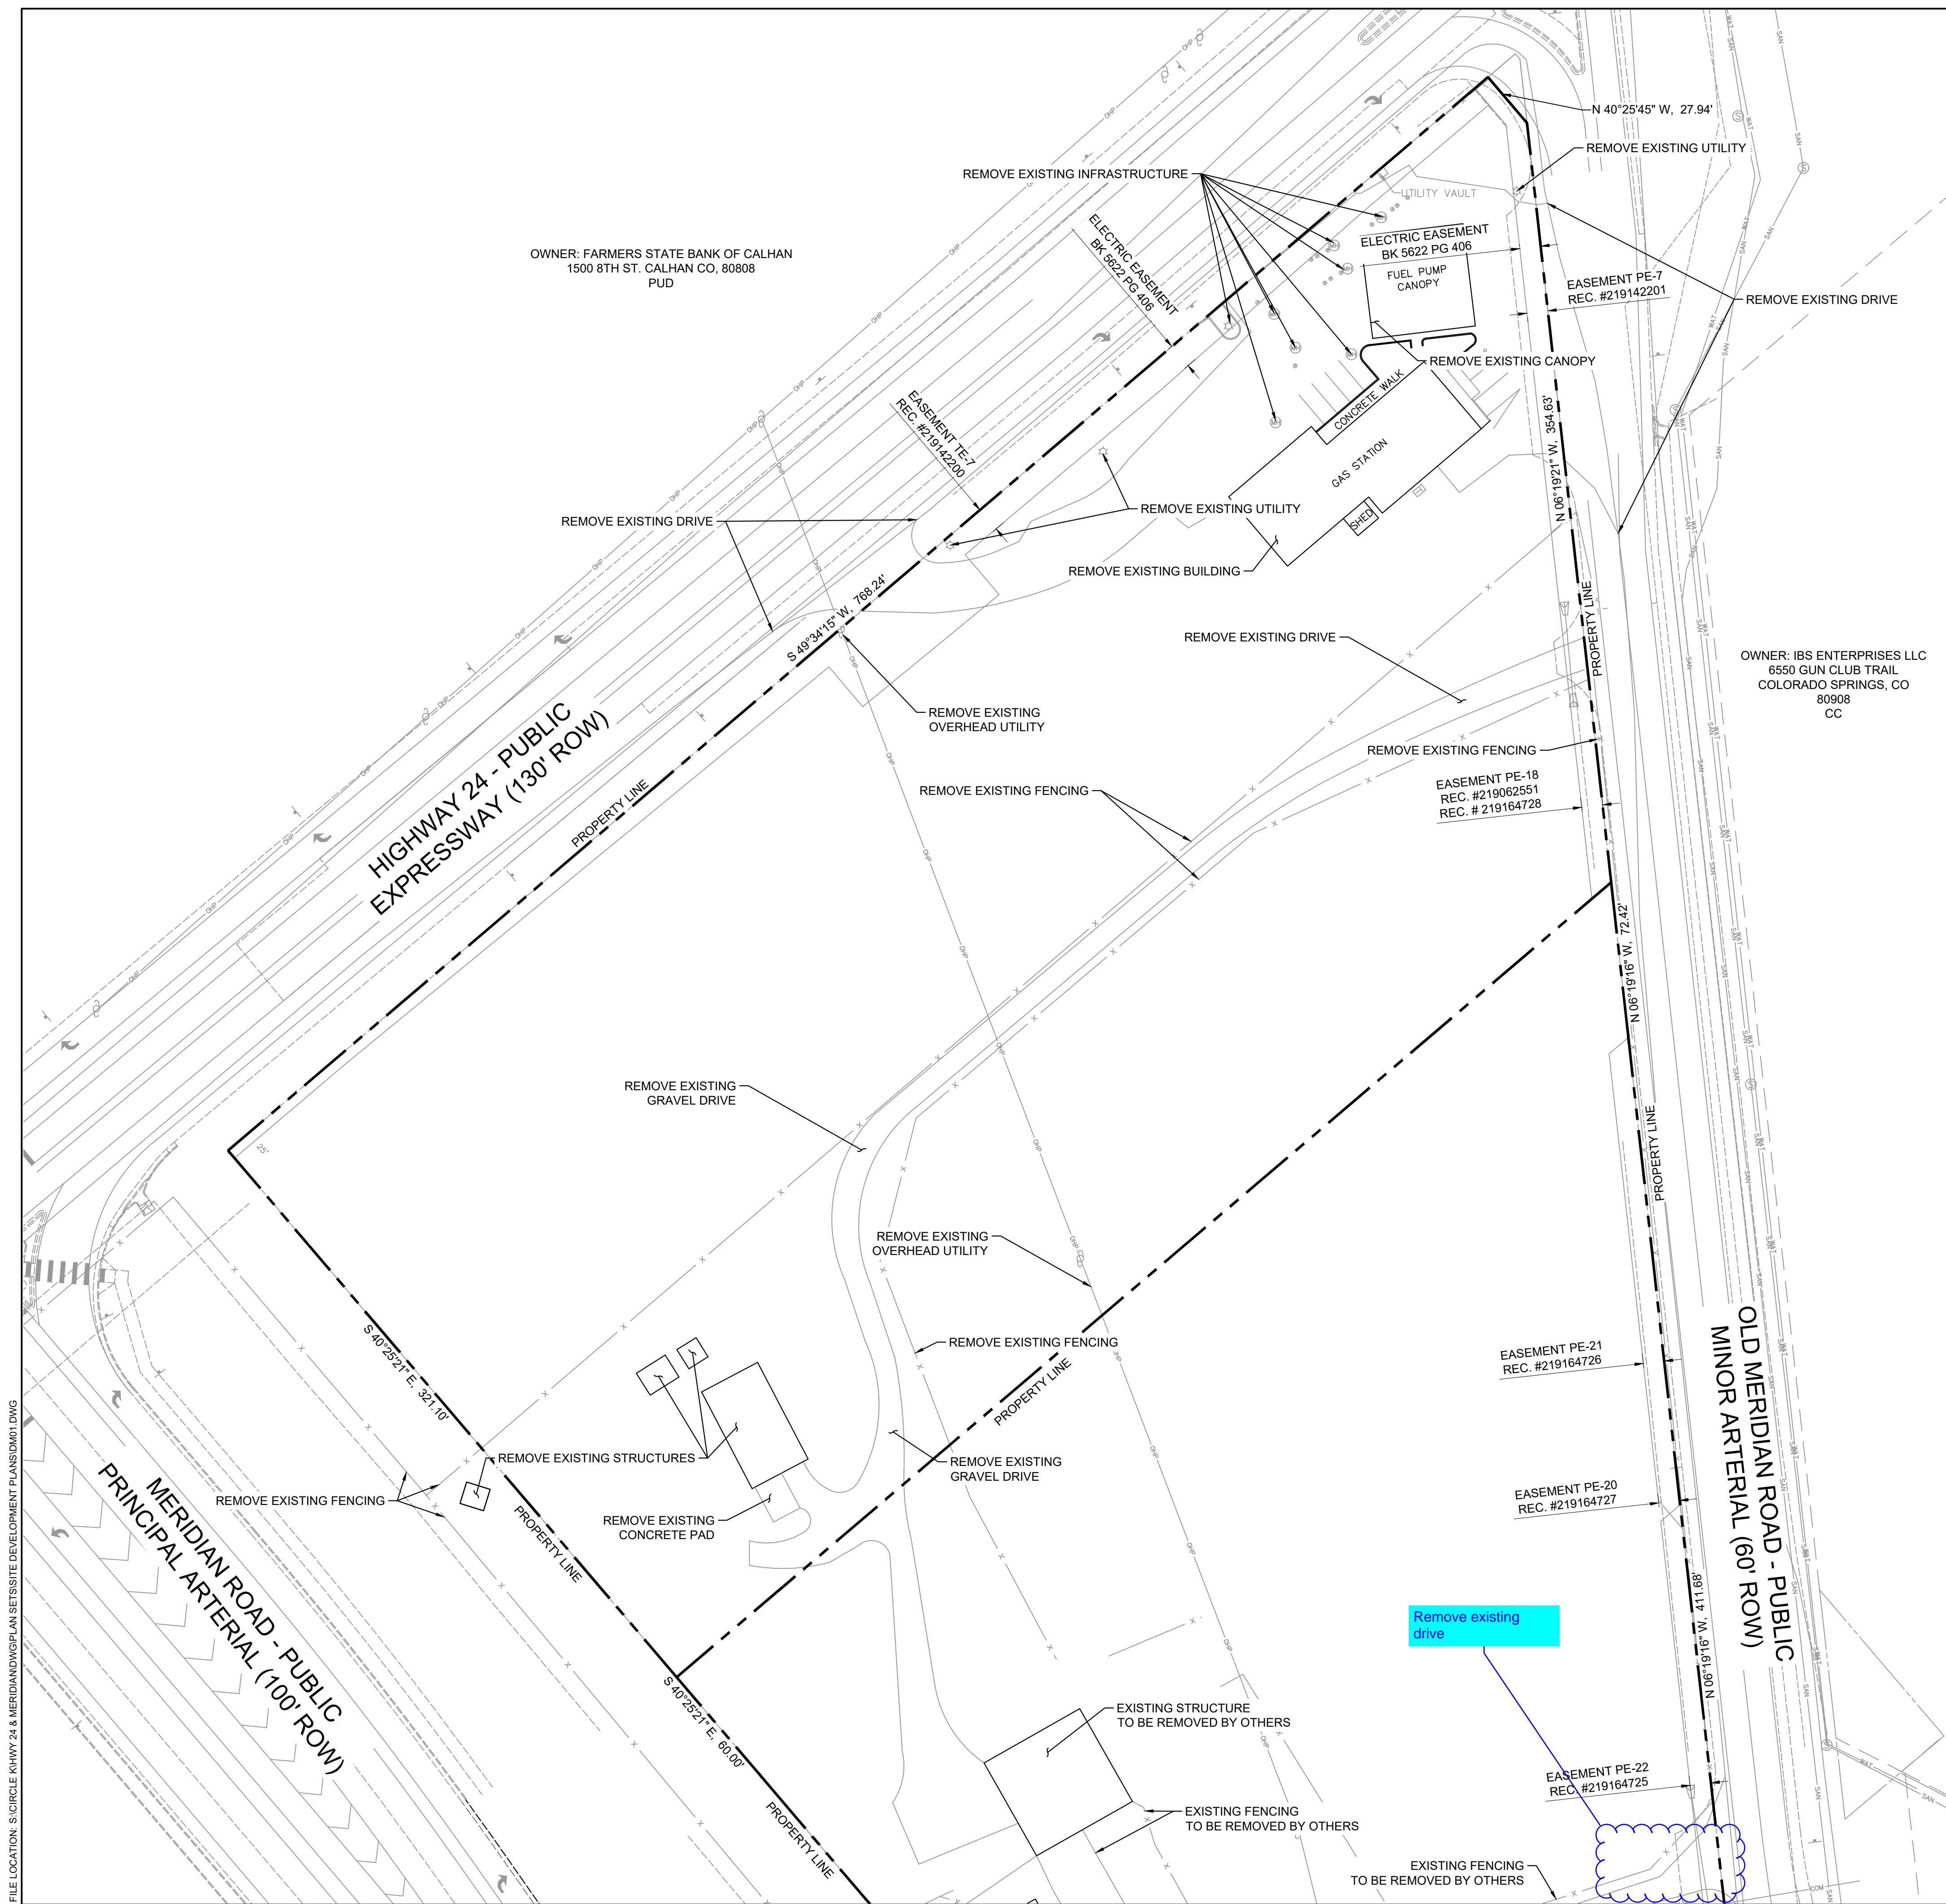 N 40°25'45" W, 27.94'
REMOVE EXISTING UTILITY
REMOVE EXISTING INFRASTRUCTURE
UTILITY VAULT
ELECTRIC EASEMENT
BK 5622 PG 406
ELECTRIC EASEMENT
BK 5622 PG 406
FUEL PUMP
CANOPY
OWNER: FARMERS STATE BANK OF CALHAN
1500 8TH ST. CALHAN CO, 80808
PUD
EASEMENT PE-7
REC. #219142201
REMOVE EXISTING DRIVE
REMOVE EXISTING CANOPY
EASEMENT TE-7
REC. #219142200
CONCRETE WALK
GAS STATION
SHED
N 06°19'21" W, 354.63'
REMOVE EXISTING DRIVE
REMOVE EXISTING UTILITY
REMOVE EXISTING BUILDING
S 49°34'15" W, 768.24'
REMOVE EXISTING DRIVE
PROPERTY LINE
OWNER: IBS ENTERPRISES LLC
6550 GUN CLUB TRAIL
COLORADO SPRINGS, CO
80908
CC
REMOVE EXISTING
OVERHEAD UTILITY
HIGHWAY 24 - PUBLIC
EXPRESSWAY (130' ROW)
PROPERTY LINE
REMOVE EXISTING FENCING
REMOVE EXISTING FENCING
EASEMENT PE-18
REC. #219062551
REC. # 219164728
N 06°19'16" W, 72.42'
REMOVE EXISTING
GRAVEL DRIVE
PROPERTY LINE
25'
REMOVE EXISTING
OVERHEAD UTILITY
S 40°25'21" E, 321.10'
REMOVE EXISTING FENCING
PROPERTY LINE
EASEMENT PE-21
REC. #219164726
OLD MERIDIAN ROAD - PUBLIC
MINOR ARTERIAL (60' ROW)
REMOVE EXISTING STRUCTURES
REMOVE EXISTING
GRAVEL DRIVE
REMOVE EXISTING FENCING
REMOVE EXISTING
CONCRETE PAD
PROPERTY LINE
EASEMENT PE-20
REC. #219164727
MERIDIAN ROAD - PUBLIC
PRINCIPAL ARTERIAL (100' ROW)
Remove existing
drive
N 06°19'16" W, 411.68'
S 40°25'21" E, 60.00'
EXISTING STRUCTURE
TO BE REMOVED BY OTHERS
EASEMENT PE-22
REC. #219164725
PROPERTY LINE
EXISTING FENCING
TO BE REMOVED BY OTHERS
EXISTING FENCING
TO BE REMOVED BY OTHERS
COM
FILE LOCATION: S:\CIRCLE K\HWY 24 & MERIDIAN\DWG\PLAN SETS\SITE DEVELOPMENT PLANS\DM01.DWG